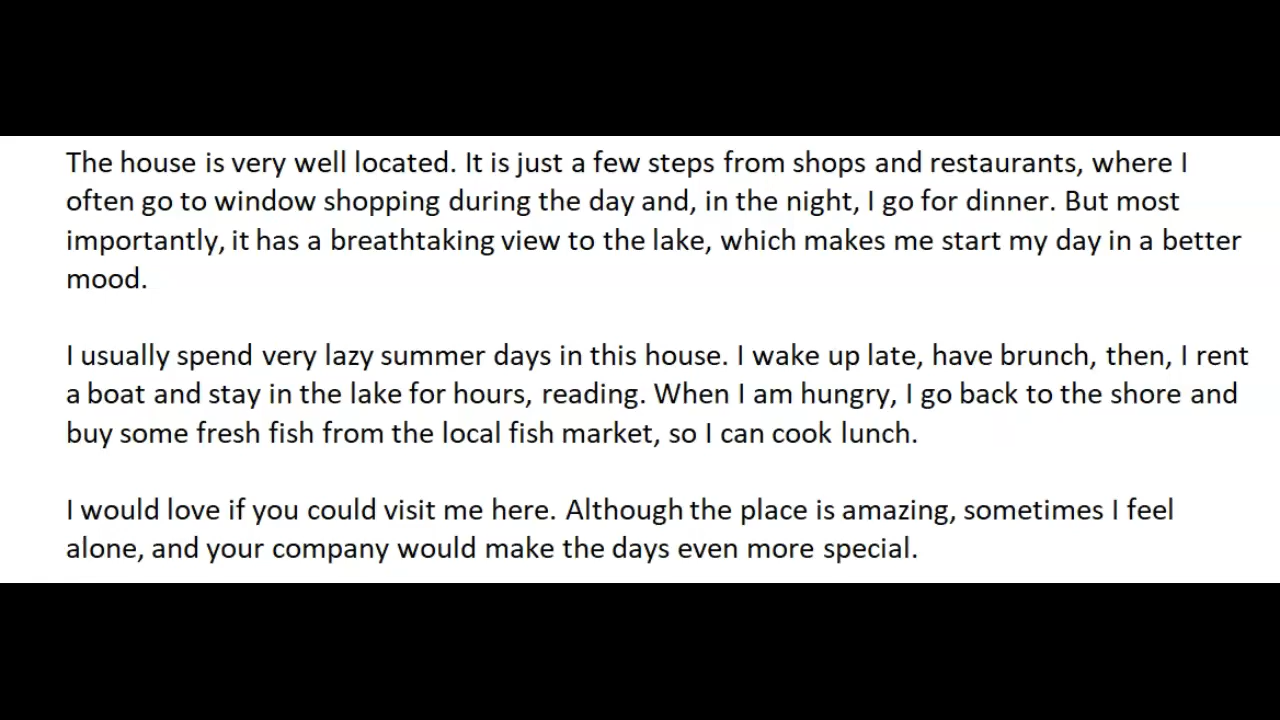 The house is very well located. It is just a few steps from shops and restaurants, where I
often go to window shopping during the day and, in the night, I go for dinner. But most
importantly, it has a breathtaking view to the lake, which makes me start my day in a better
mood.
I usually spend very lazy summer days in this house. I wake up late, have brunch, then, I rent
a boat and stay in the lake for hours, reading. When I am hungry, I go back to the shore and
buy some fresh fish from the local fish market, so I can cook lunch.
I would love if you could visit me here. Although the place is amazing, sometimes I feel
alone, and your company would make the days even more special.